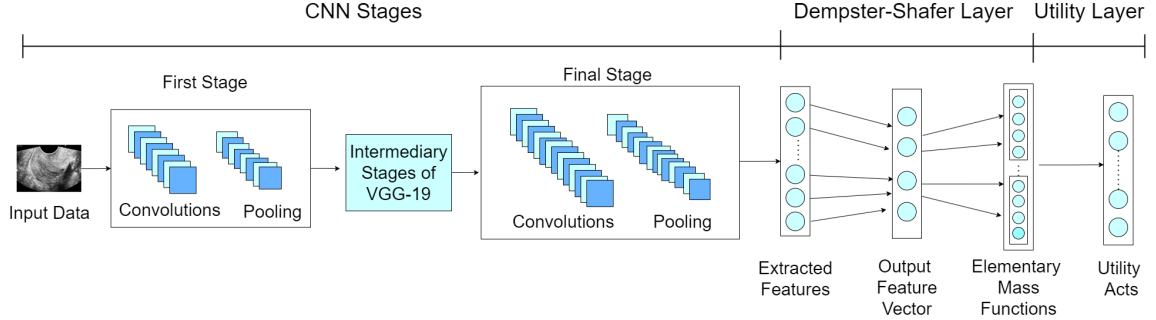 CNN Stages
Dempster-Shafer Layer
Utility Layer
First Stage
Final Stage
Input Data
Convolutions
Pooling
Intermediary
Stages of
VGG-19
Convolutions
Pooling
Extracted
Features
Output
Feature
Vector
Elementary
Mass
Functions
Utility
Acts